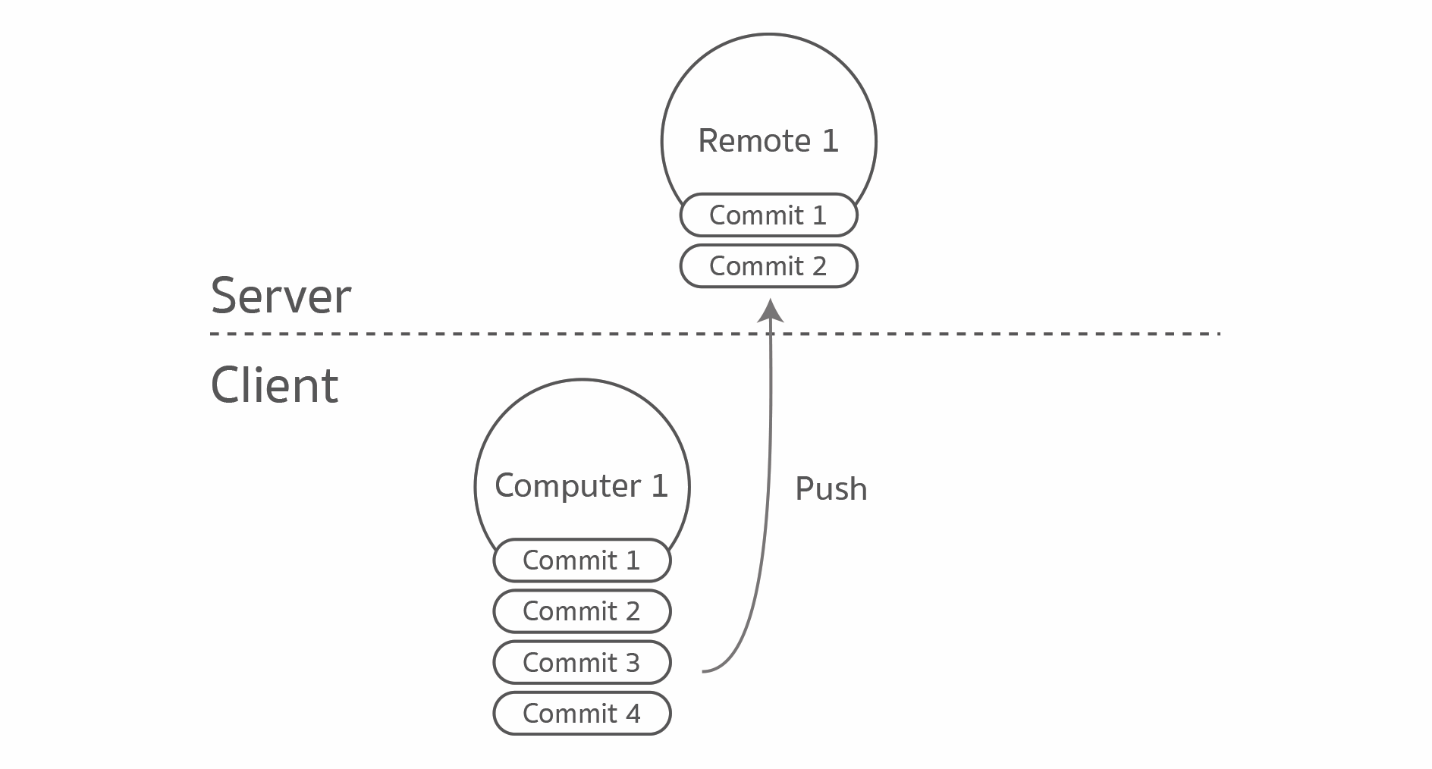 Remote 1
Commit 1
Commit 2
Server
Client
Computer 1
Push
Commit 1
Commit 2
Commit 3
Commit 4